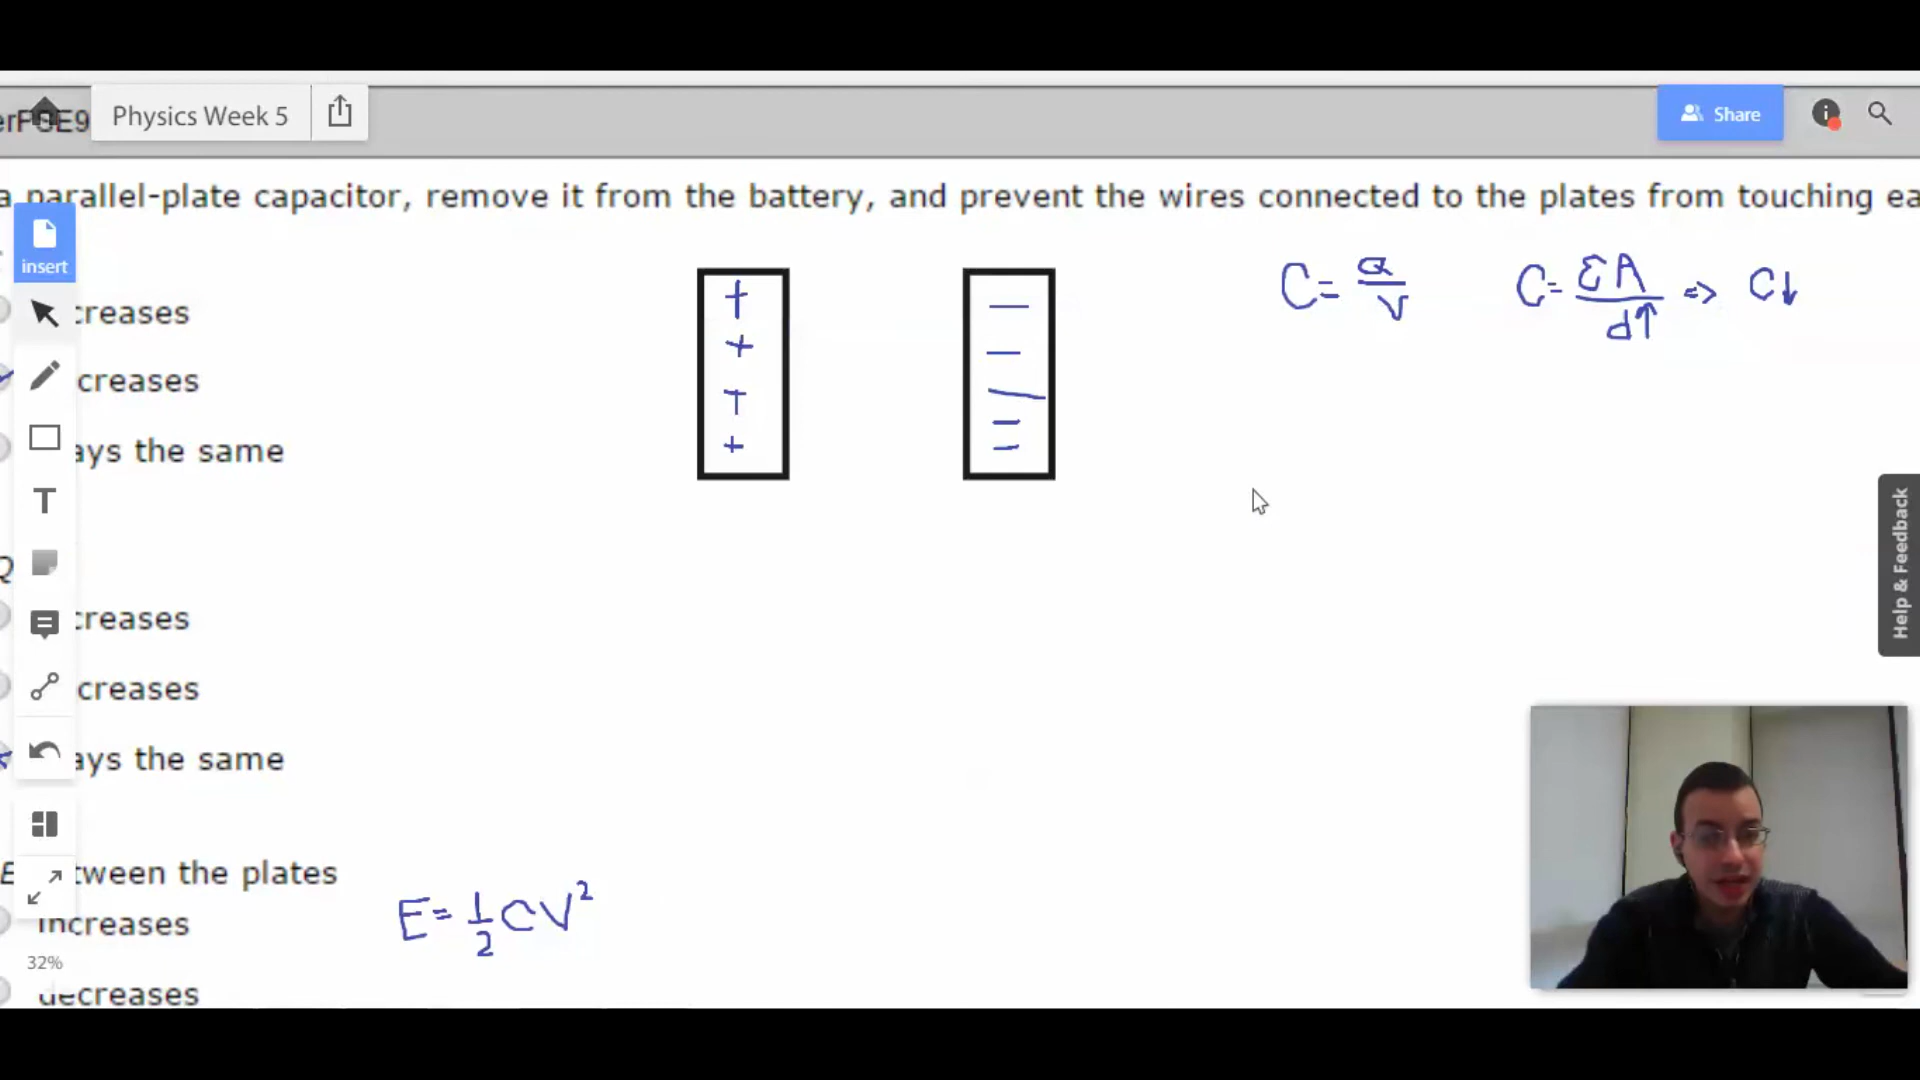 erPSE9
Physics Week 5
Share
a parallel-plate capacitor, remove it from the battery, and prevent the wires connected to the plates from touching ea
insert
creases
creases
ays the same
+
+
+
+
—
—
—
—
—
C = Q/V
C = εA/d↑ => C↓
T
Q
creases
creases
ays the same
E tween the plates
increases
32%
decreases
E = 1/2 CV²
Help & Feedback